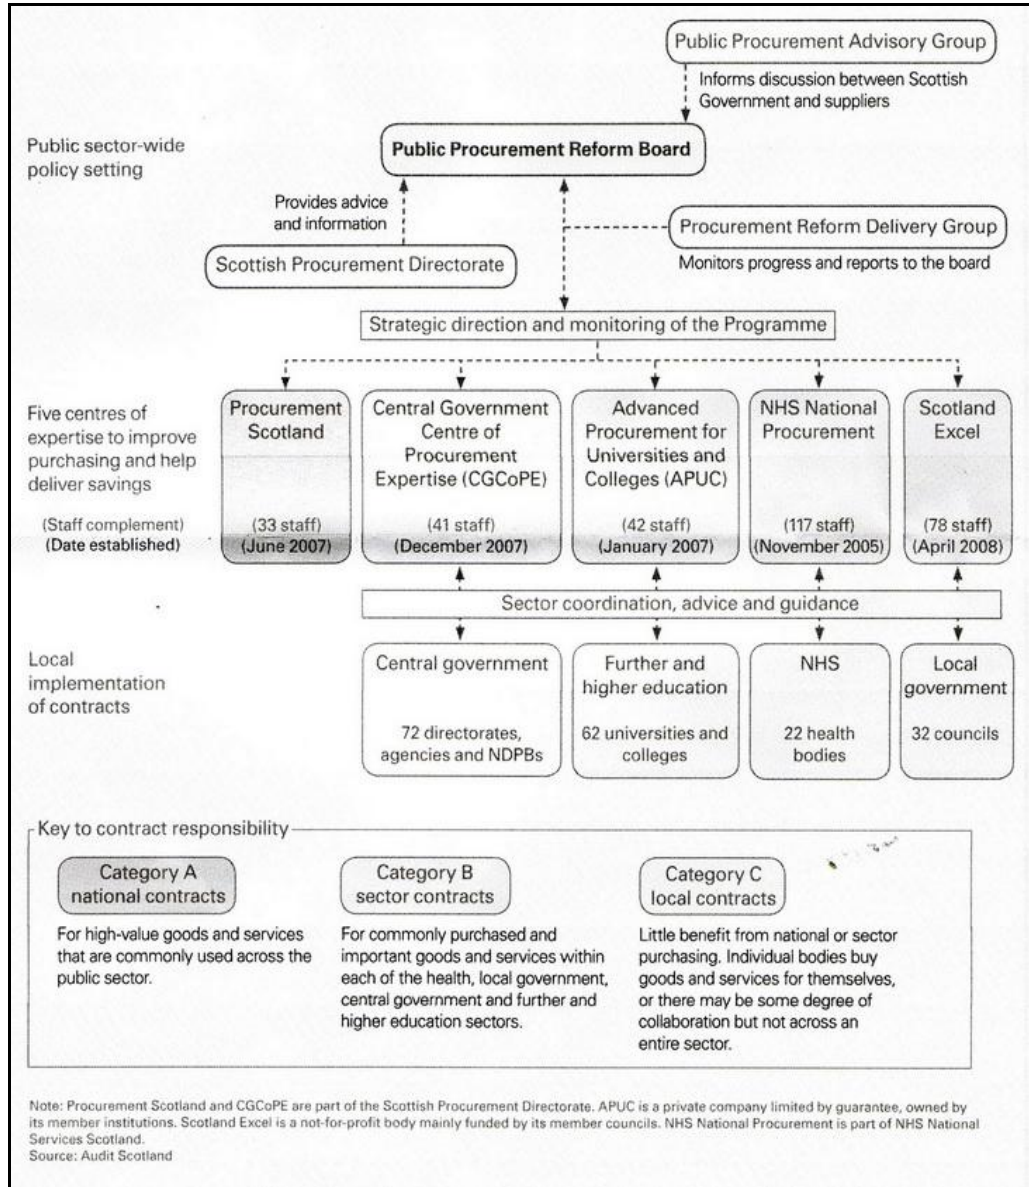 Public Procurement Advisory Group
Informs discussion between Scottish
Government and suppliers
Public sector-wide
policy setting
Public Procurement Reform Board
Provides advice
and information
Procurement Reform Delivery Group
Monitors progress and reports to the board
Scottish Procurement Directorate
Strategic direction and monitoring of the Programme
Five centres of
expertise to improve
purchasing and help
deliver savings
(Staff complement)
(Date established)
Procurement
Scotland
(33 staff)
(June 2007)
Central Government
Centre of
Procurement
Expertise (CGCoPE)
(41 staff)
(December 2007)
Advanced
Procurement for
Universities and
Colleges (APUC)
(42 staff)
(January 2007)
NHS National
Procurement
(117 staff)
(November 2005)
Scotland
Excel
(78 staff)
(April 2008)
Sector coordination, advice and guidance
Local
implementation
of contracts
Central government
72 directorates,
agencies and NDPBs
Further and
higher education
62 universities and
colleges
NHS
22 health
bodies
Local
government
32 councils
Key to contract responsibility
Category A
national contracts
For high-value goods and services
that are commonly used across the
public sector.
Category B
sector contracts
For commonly purchased and
important goods and services within
each of the health, local government,
central government and further and
higher education sectors.
Category C
local contracts
Little benefit from national or sector
purchasing. Individual bodies buy
goods and services for themselves,
or there may be some degree of
collaboration but not across an
entire sector.
Note: Procurement Scotland and CGCoPE are part of the Scottish Procurement Directorate. APUC is a private company limited by guarantee, owned by
its member institutions. Scotland Excel is a not-for-profit body mainly funded by its member councils. NHS National Procurement is part of NHS National
Services Scotland.
Source: Audit Scotland